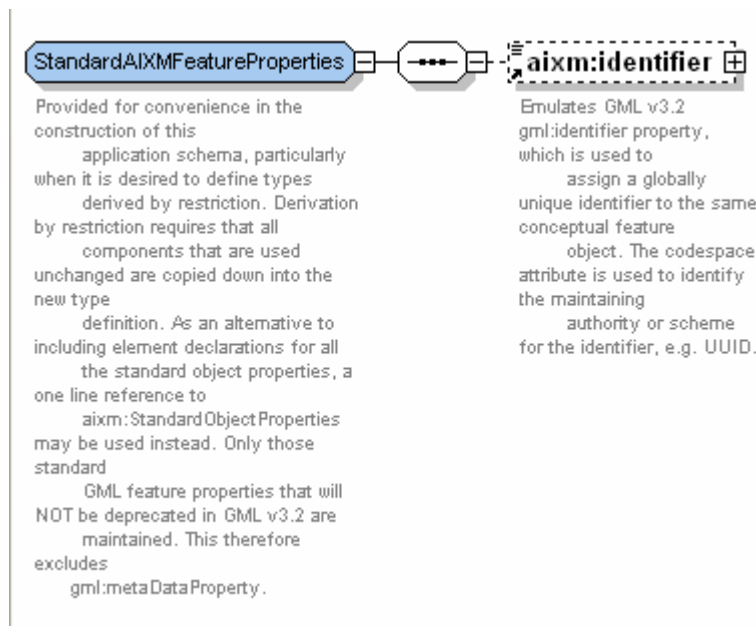 StandardAIXMFeatureProperties
aixm:identifier
Provided for convenience in the
construction of this
application schema, particularly
when it is desired to define types
derived by restriction. Derivation
by restriction requires that all
components that are used
unchanged are copied down into the
new type
definition. As an alternative to
including element declarations for all
the standard object properties, a
one line reference to
aixm:StandardObjectProperties
may be used instead. Only those
standard
GML feature properties that will
NOT be deprecated in GML v3.2 are
maintained. This therefore
excludes
gml:metaDataProperty.
Emulates GML v3.2
gml:identifier property,
which is used to
assign a globally
unique identifier to the same
conceptual feature
object. The codespace
attribute is used to identify
the maintaining
authority or scheme
for the identifier, e.g. UUID.